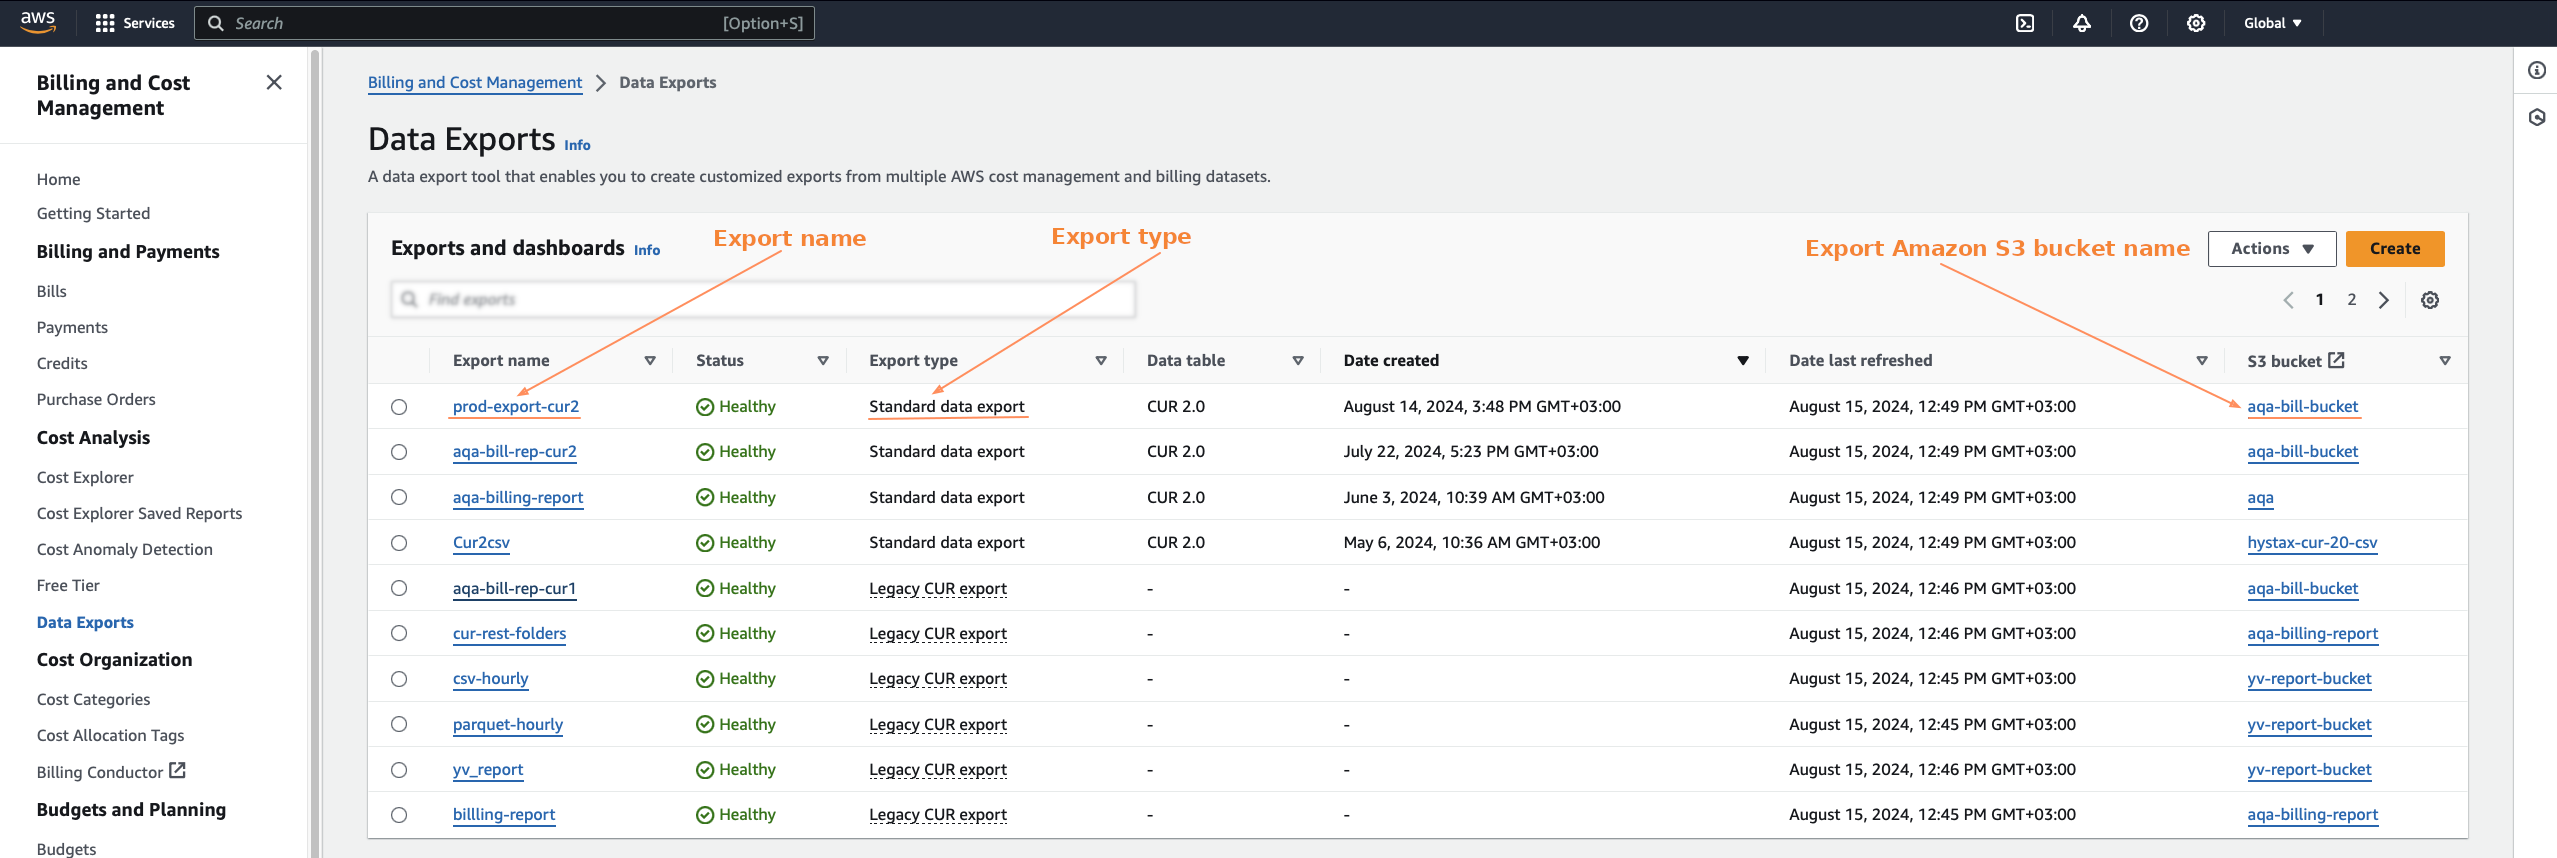 aws
Services
Search
[Option+S]
Global
Billing and Cost
Management
Home
Getting Started
Billing and Payments
Bills
Payments
Credits
Purchase Orders
Cost Analysis
Cost Explorer
Cost Explorer Saved Reports
Cost Anomaly Detection
Free Tier
Data Exports
Cost Organization
Cost Categories
Cost Allocation Tags
Billing Conductor
Budgets and Planning
Budgets
Billing and Cost Management > Data Exports
Data Exports Info
A data export tool that enables you to create customized exports from multiple AWS cost management and billing datasets.
Exports and dashboards Info
Export name
Export type
Export Amazon S3 bucket name
Actions
Create
Find exports
1 2
Export name Status Export type Data table Date created Date last refreshed S3 bucket
prod-export-cur2 Healthy Standard data export CUR 2.0 August 14, 2024, 3:48 PM GMT+03:00 August 15, 2024, 12:49 PM GMT+03:00 aqa-bill-bucket
aqa-bill-rep-cur2 Healthy Standard data export CUR 2.0 July 22, 2024, 5:23 PM GMT+03:00 August 15, 2024, 12:49 PM GMT+03:00 aqa-bill-bucket
aqa-billing-report Healthy Standard data export CUR 2.0 June 3, 2024, 10:39 AM GMT+03:00 August 15, 2024, 12:49 PM GMT+03:00 aqa
Cur2csv Healthy Standard data export CUR 2.0 May 6, 2024, 10:36 AM GMT+03:00 August 15, 2024, 12:49 PM GMT+03:00 hystax-cur-20-csv
aqa-bill-rep-cur1 Healthy Legacy CUR export - - August 15, 2024, 12:46 PM GMT+03:00 aqa-bill-bucket
cur-rest-folders Healthy Legacy CUR export - - August 15, 2024, 12:46 PM GMT+03:00 aqa-billing-report
csv-hourly Healthy Legacy CUR export - - August 15, 2024, 12:45 PM GMT+03:00 yv-report-bucket
parquet-hourly Healthy Legacy CUR export - - August 15, 2024, 12:45 PM GMT+03:00 yv-report-bucket
yv_report Healthy Legacy CUR export - - August 15, 2024, 12:46 PM GMT+03:00 yv-report-bucket
billling-report Healthy Legacy CUR export - - August 15, 2024, 12:45 PM GMT+03:00 aqa-billing-report